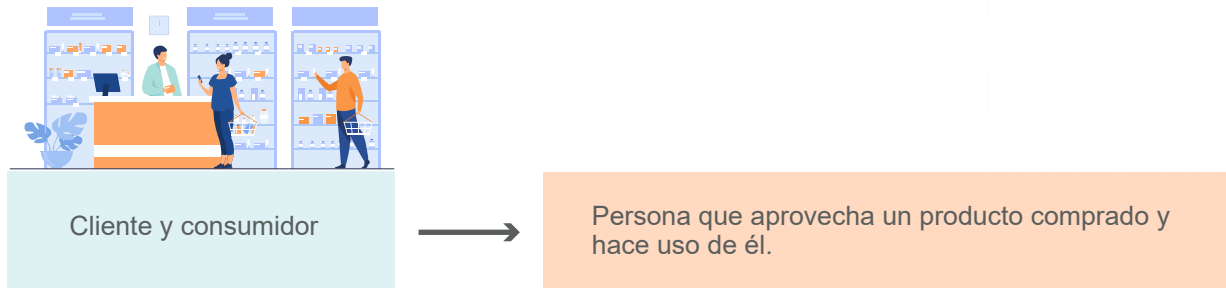 Cliente y consumidor
Persona que aprovecha un producto comprado y
hace uso de él.